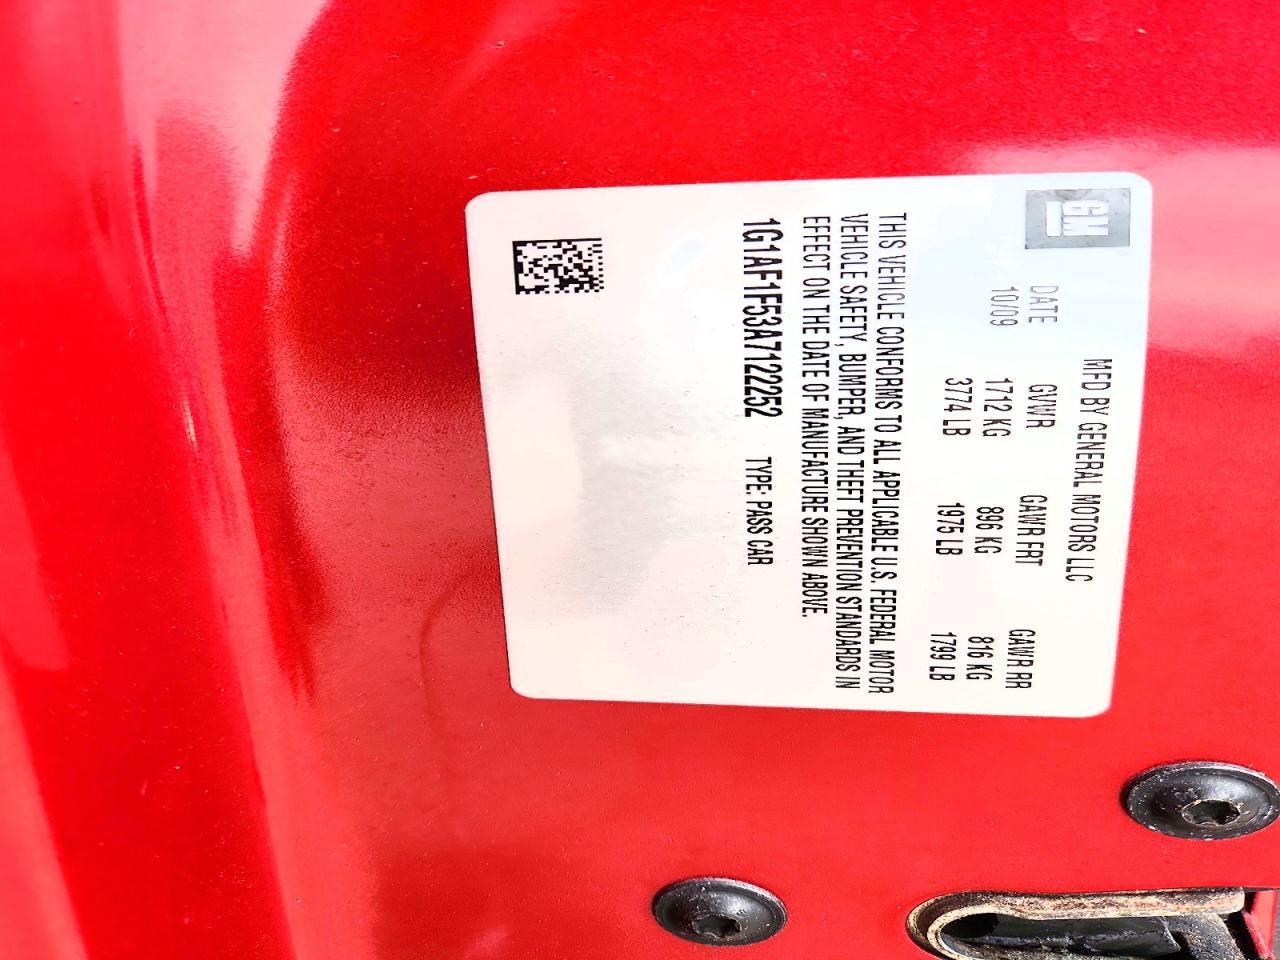 GM
MFD BY GENERAL MOTORS LLC
DATE GVWR GAWR FRT GAWR RR
10/09 1712 KG 896 KG 816 KG
3774 LB 1975 LB 1799 LB
THIS VEHICLE CONFORMS TO ALL APPLICABLE U.S. FEDERAL MOTOR
VEHICLE SAFETY, BUMPER, AND THEFT PREVENTION STANDARDS IN
EFFECT ON THE DATE OF MANUFACTURE SHOWN ABOVE.
1G1AF1F53A7122252 TYPE: PASS CAR